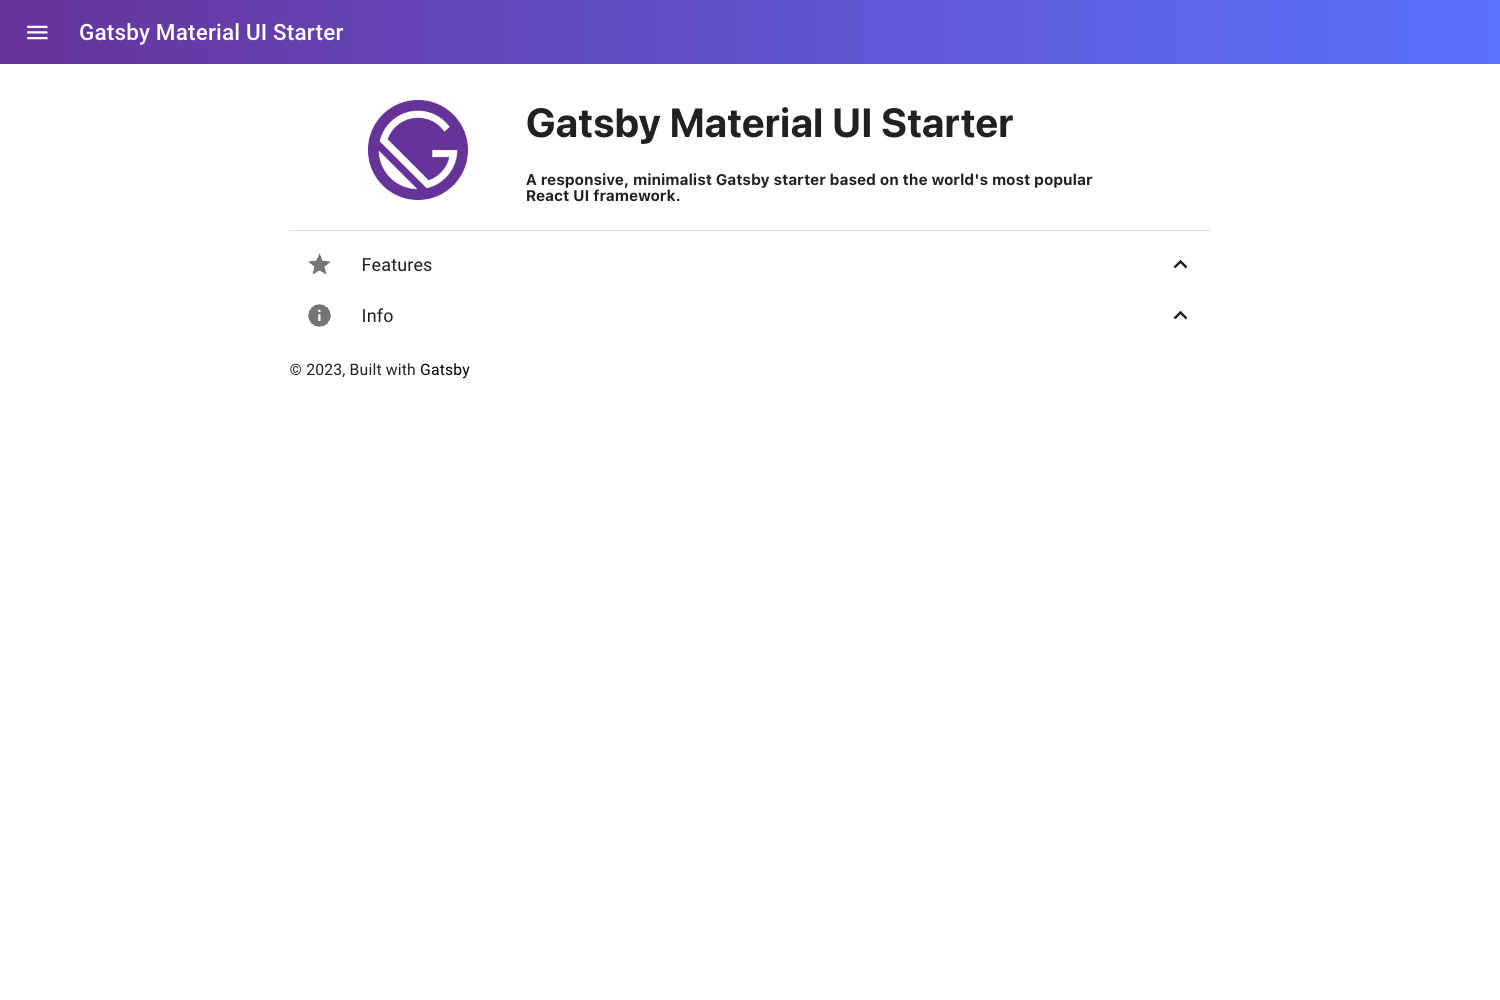 Gatsby Material UI Starter
Gatsby Material UI Starter
A responsive, minimalist Gatsby starter based on the world's most popular
React UI framework.
Features
Info
© 2023, Built with Gatsby